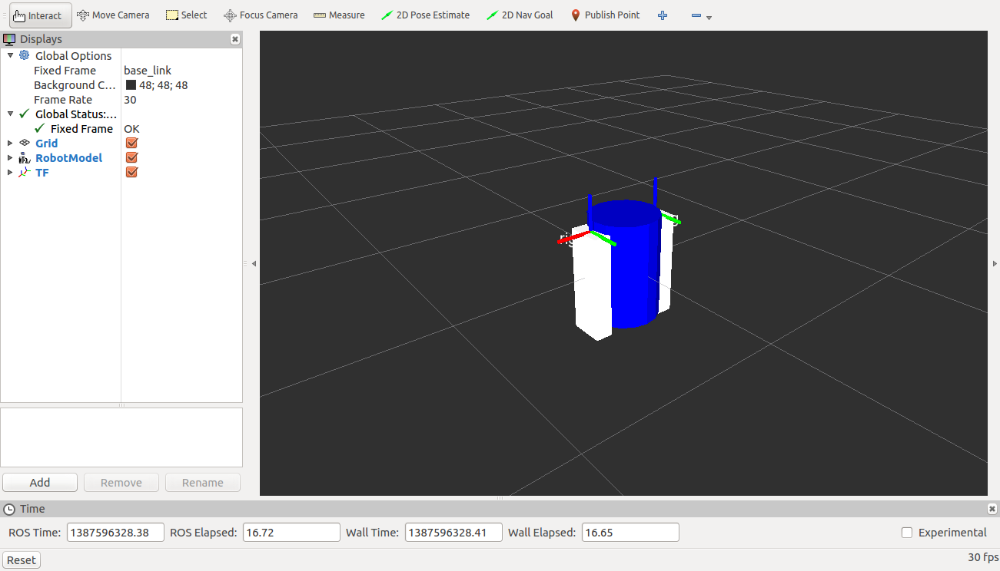 Interact Move Camera Select Focus Camera Measure 2D Pose Estimate 2D Nav Goal Publish Point
Displays
Global Options
Fixed Frame base_link
Background C... 48; 48; 48
Frame Rate 30
Global Status:...
Fixed Frame OK
Grid
RobotModel
TF
Add Remove Rename
Time
ROS Time: 1387596328.38 ROS Elapsed: 16.72 Wall Time: 1387596328.41 Wall Elapsed: 16.65 Experimental
Reset 30 fps